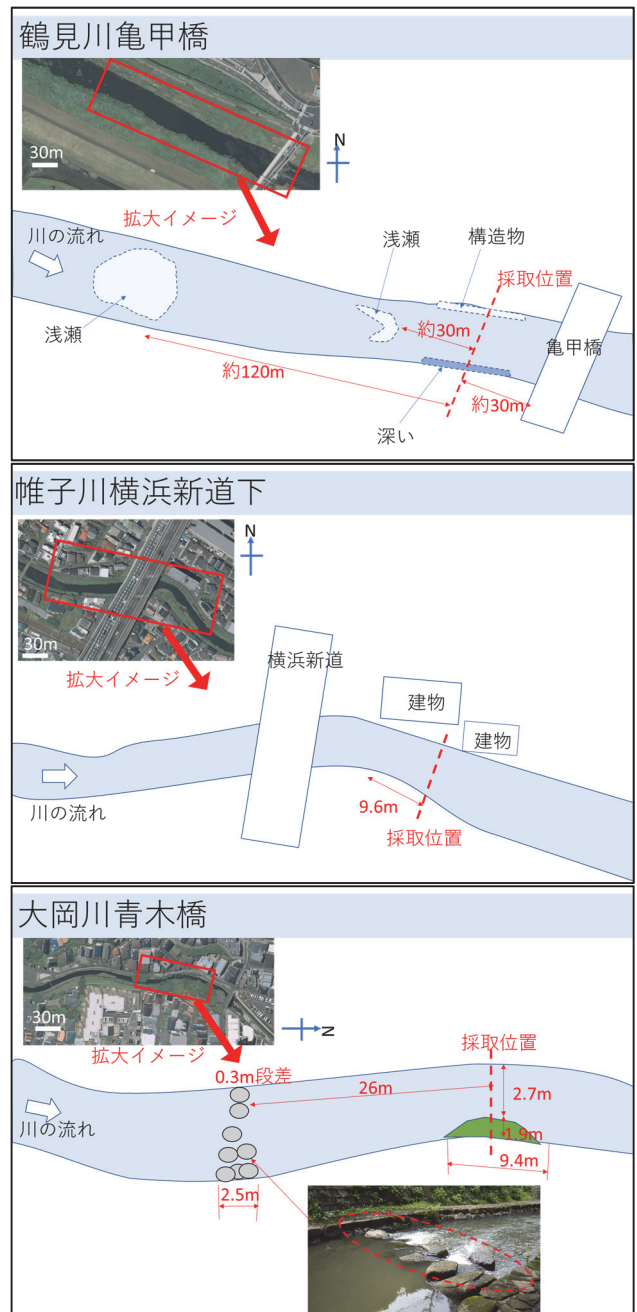 鶴見川亀甲橋
30m
N
拡大イメージ
川の流れ
浅瀬
構造物
採取位置
約30m
浅瀬
亀甲橋
約120m
約30m
深い
帷子川横浜新道下
N
30m
拡大イメージ
横浜新道
建物
建物
川の流れ
9.6m
採取位置
大岡川青木橋
30m
N
拡大イメージ
採取位置
0.3m段差
26m
2.7m
川の流れ
1.9m
9.4m
2.5m